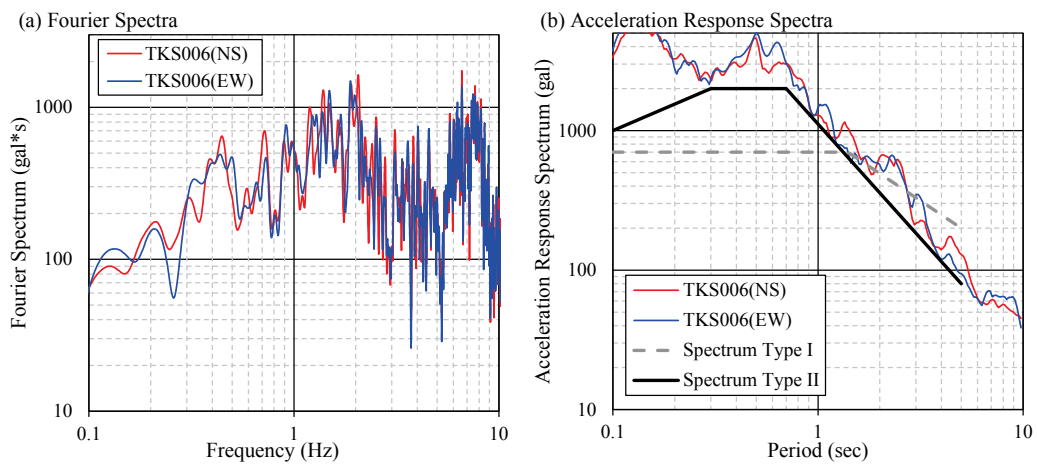 (a) Fourier Spectra
TKS006(NS)
TKS006(EW)
1000
100
10
0.1
1
10
Fourier Spectrum (gal*s)
Frequency (Hz)
(b) Acceleration Response Spectra
1000
100
10
0.1
1
10
Acceleration Response Spectrum (gal)
TKS006(NS)
TKS006(EW)
Spectrum Type I
Spectrum Type II
Period (sec)